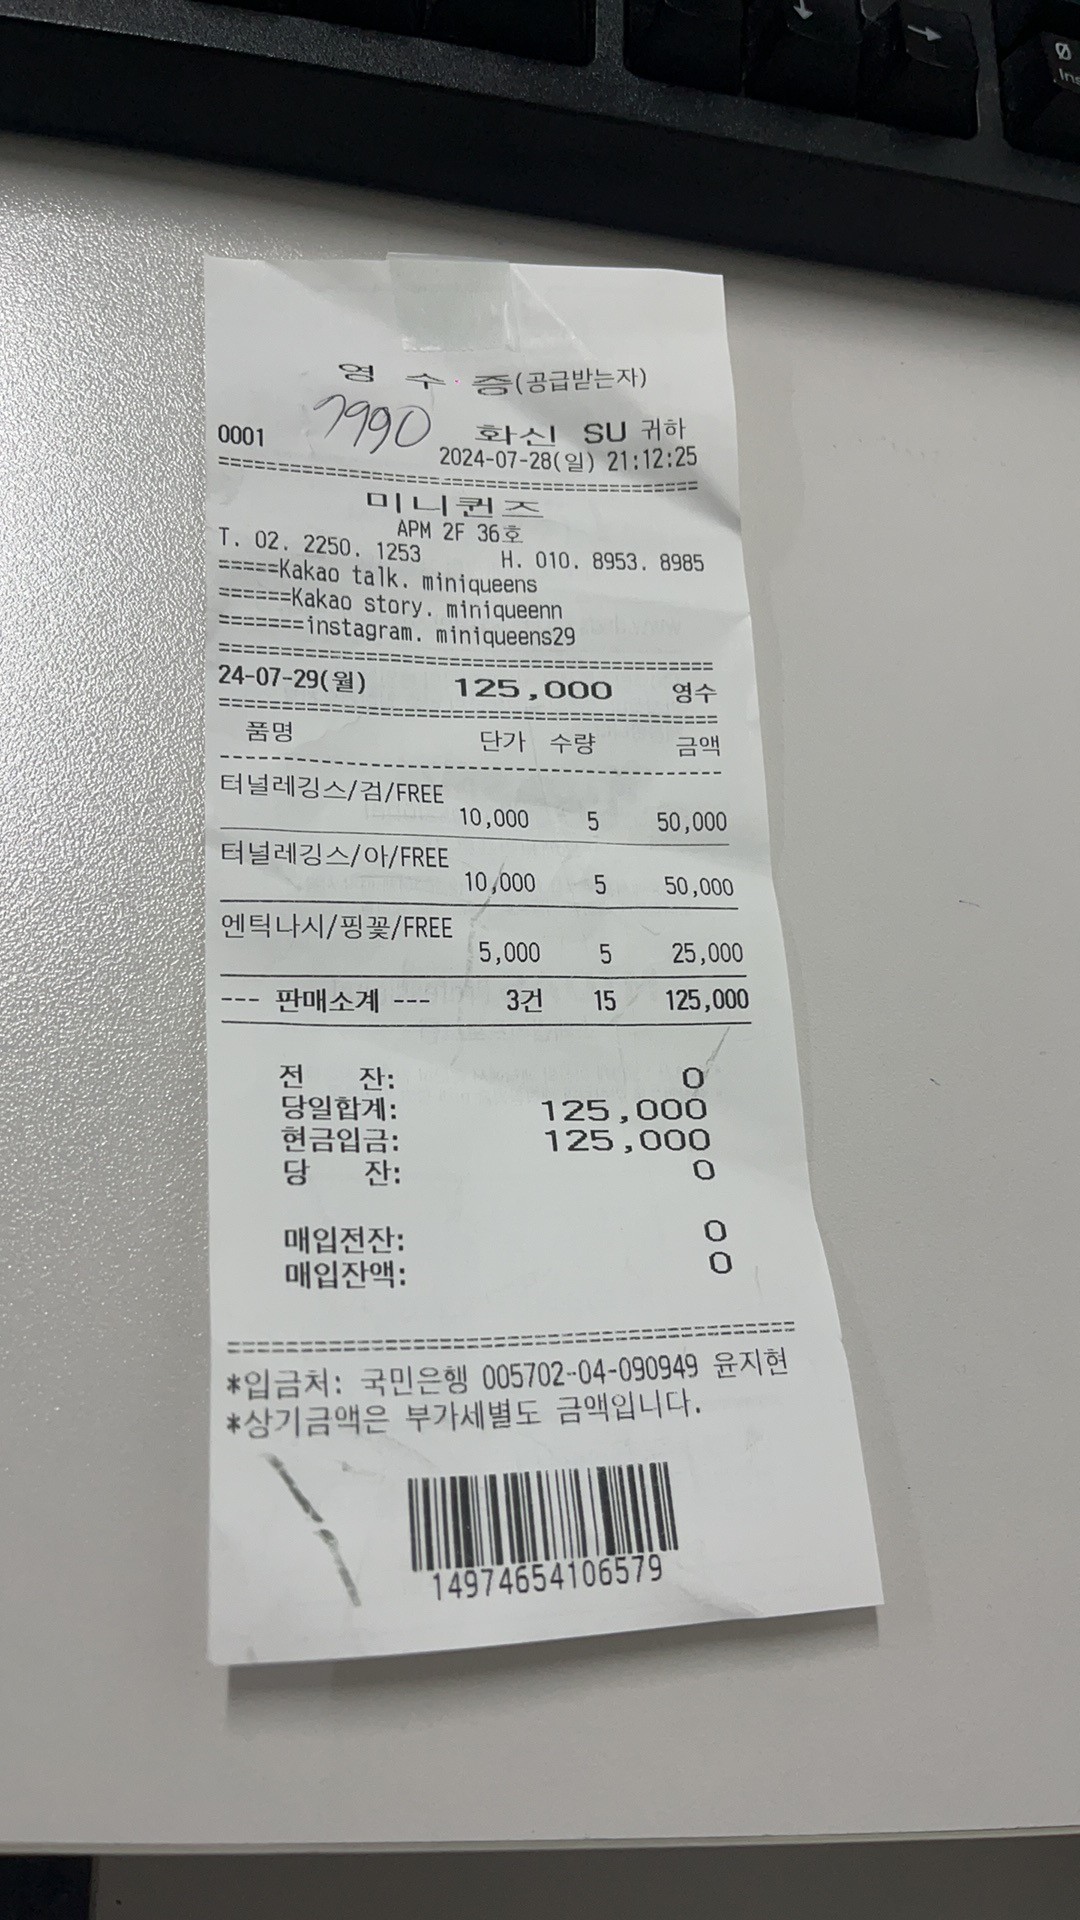 영 수 증(공급받는자)
0001 7990 화신 SU 귀하
2024-07-28(일) 21:12:25
========================================
미니퀸즈
APM 2F 36호
T. 02. 2250. 1253 H. 010. 8953. 8985
=====Kakao talk. miniqueens
======Kakao story. miniqueenn
=======instagram. miniqueens29
========================================
24-07-29(월) 125,000 영수
========================================
품명 단가 수량 금액
----------------------------------------
터널레깅스/검/FREE
10,000 5 50,000
터널레깅스/아/FREE
10,000 5 50,000
엔틱나시/핑꽃/FREE
5,000 5 25,000
--- 판매소계 --- 3건 15 125,000
전 잔: 0
당일합계: 125,000
현금입금: 125,000
당 잔: 0
매입전잔: 0
매입잔액: 0
========================================
*입금처: 국민은행 005702-04-090949 윤지현
*상기금액은 부가세별도 금액입니다.
14974654106579